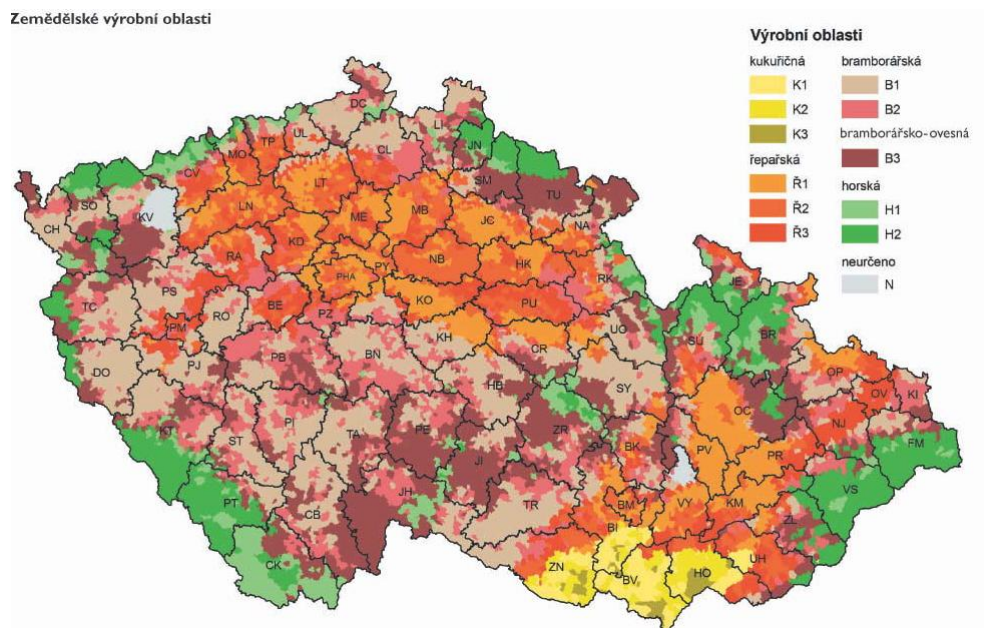 Zemědělské výrobní oblasti
Výrobní oblasti
kukuřičná
K1
K2
K3
řepařská
Ř1
Ř2
Ř3
bramborářská
B1
B2
bramborářsko-ovesná
B3
horská
H1
H2
neurčeno
N
DC
LI
UL
TP
CL
JN
MO
CV
LT
SM
TU
SO
KV
LN
ME
MB
JC
NA
CH
KD
RA
PHA
PY
NB
HK
RK
JE
TC
PS
BE
KO
PU
RO
PZ
BR
PM
KH
UO
SU
DO
PJ
PB
BN
CR
OP
HB
SY
OV
KI
OC
KT
ST
PI
TA
PE
ZR
BK
PV
PR
NJ
FM
JI
JH
TR
BM
VY
KM
VS
PT
CB
BI
ZL
CK
ZN
BV
HO
UH